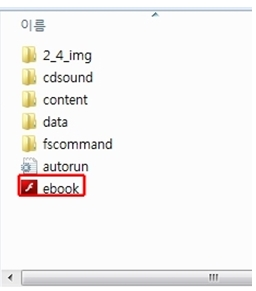 이름
2_4_img
cdsound
content
data
fscommand
autorun
ebook